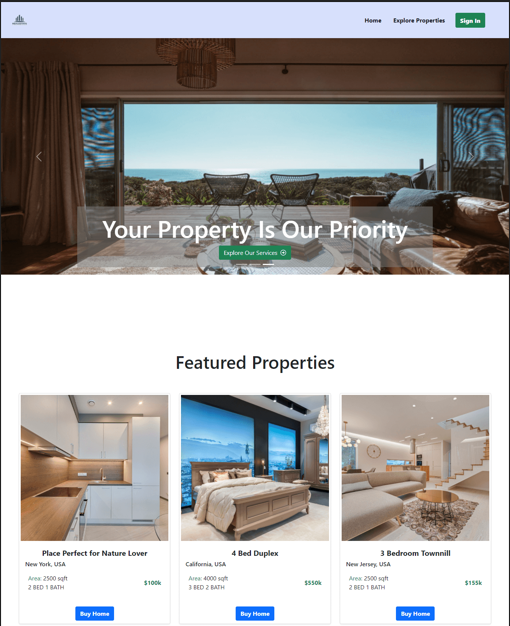 Home Explore Properties Sign In
Your Property Is Our Priority
Explore Our Services
Featured Properties
Place Perfect for Nature Lover
New York, USA
Area: 2500 sqft
2 BED 1 BATH
$100k
Buy Home
4 Bed Duplex
California, USA
Area: 4000 sqft
3 BED 2 BATH
$550k
Buy Home
3 Bedroom Townnill
New Jersey, USA
Area: 2500 sqft
2 BED 1 BATH
$155k
Buy Home